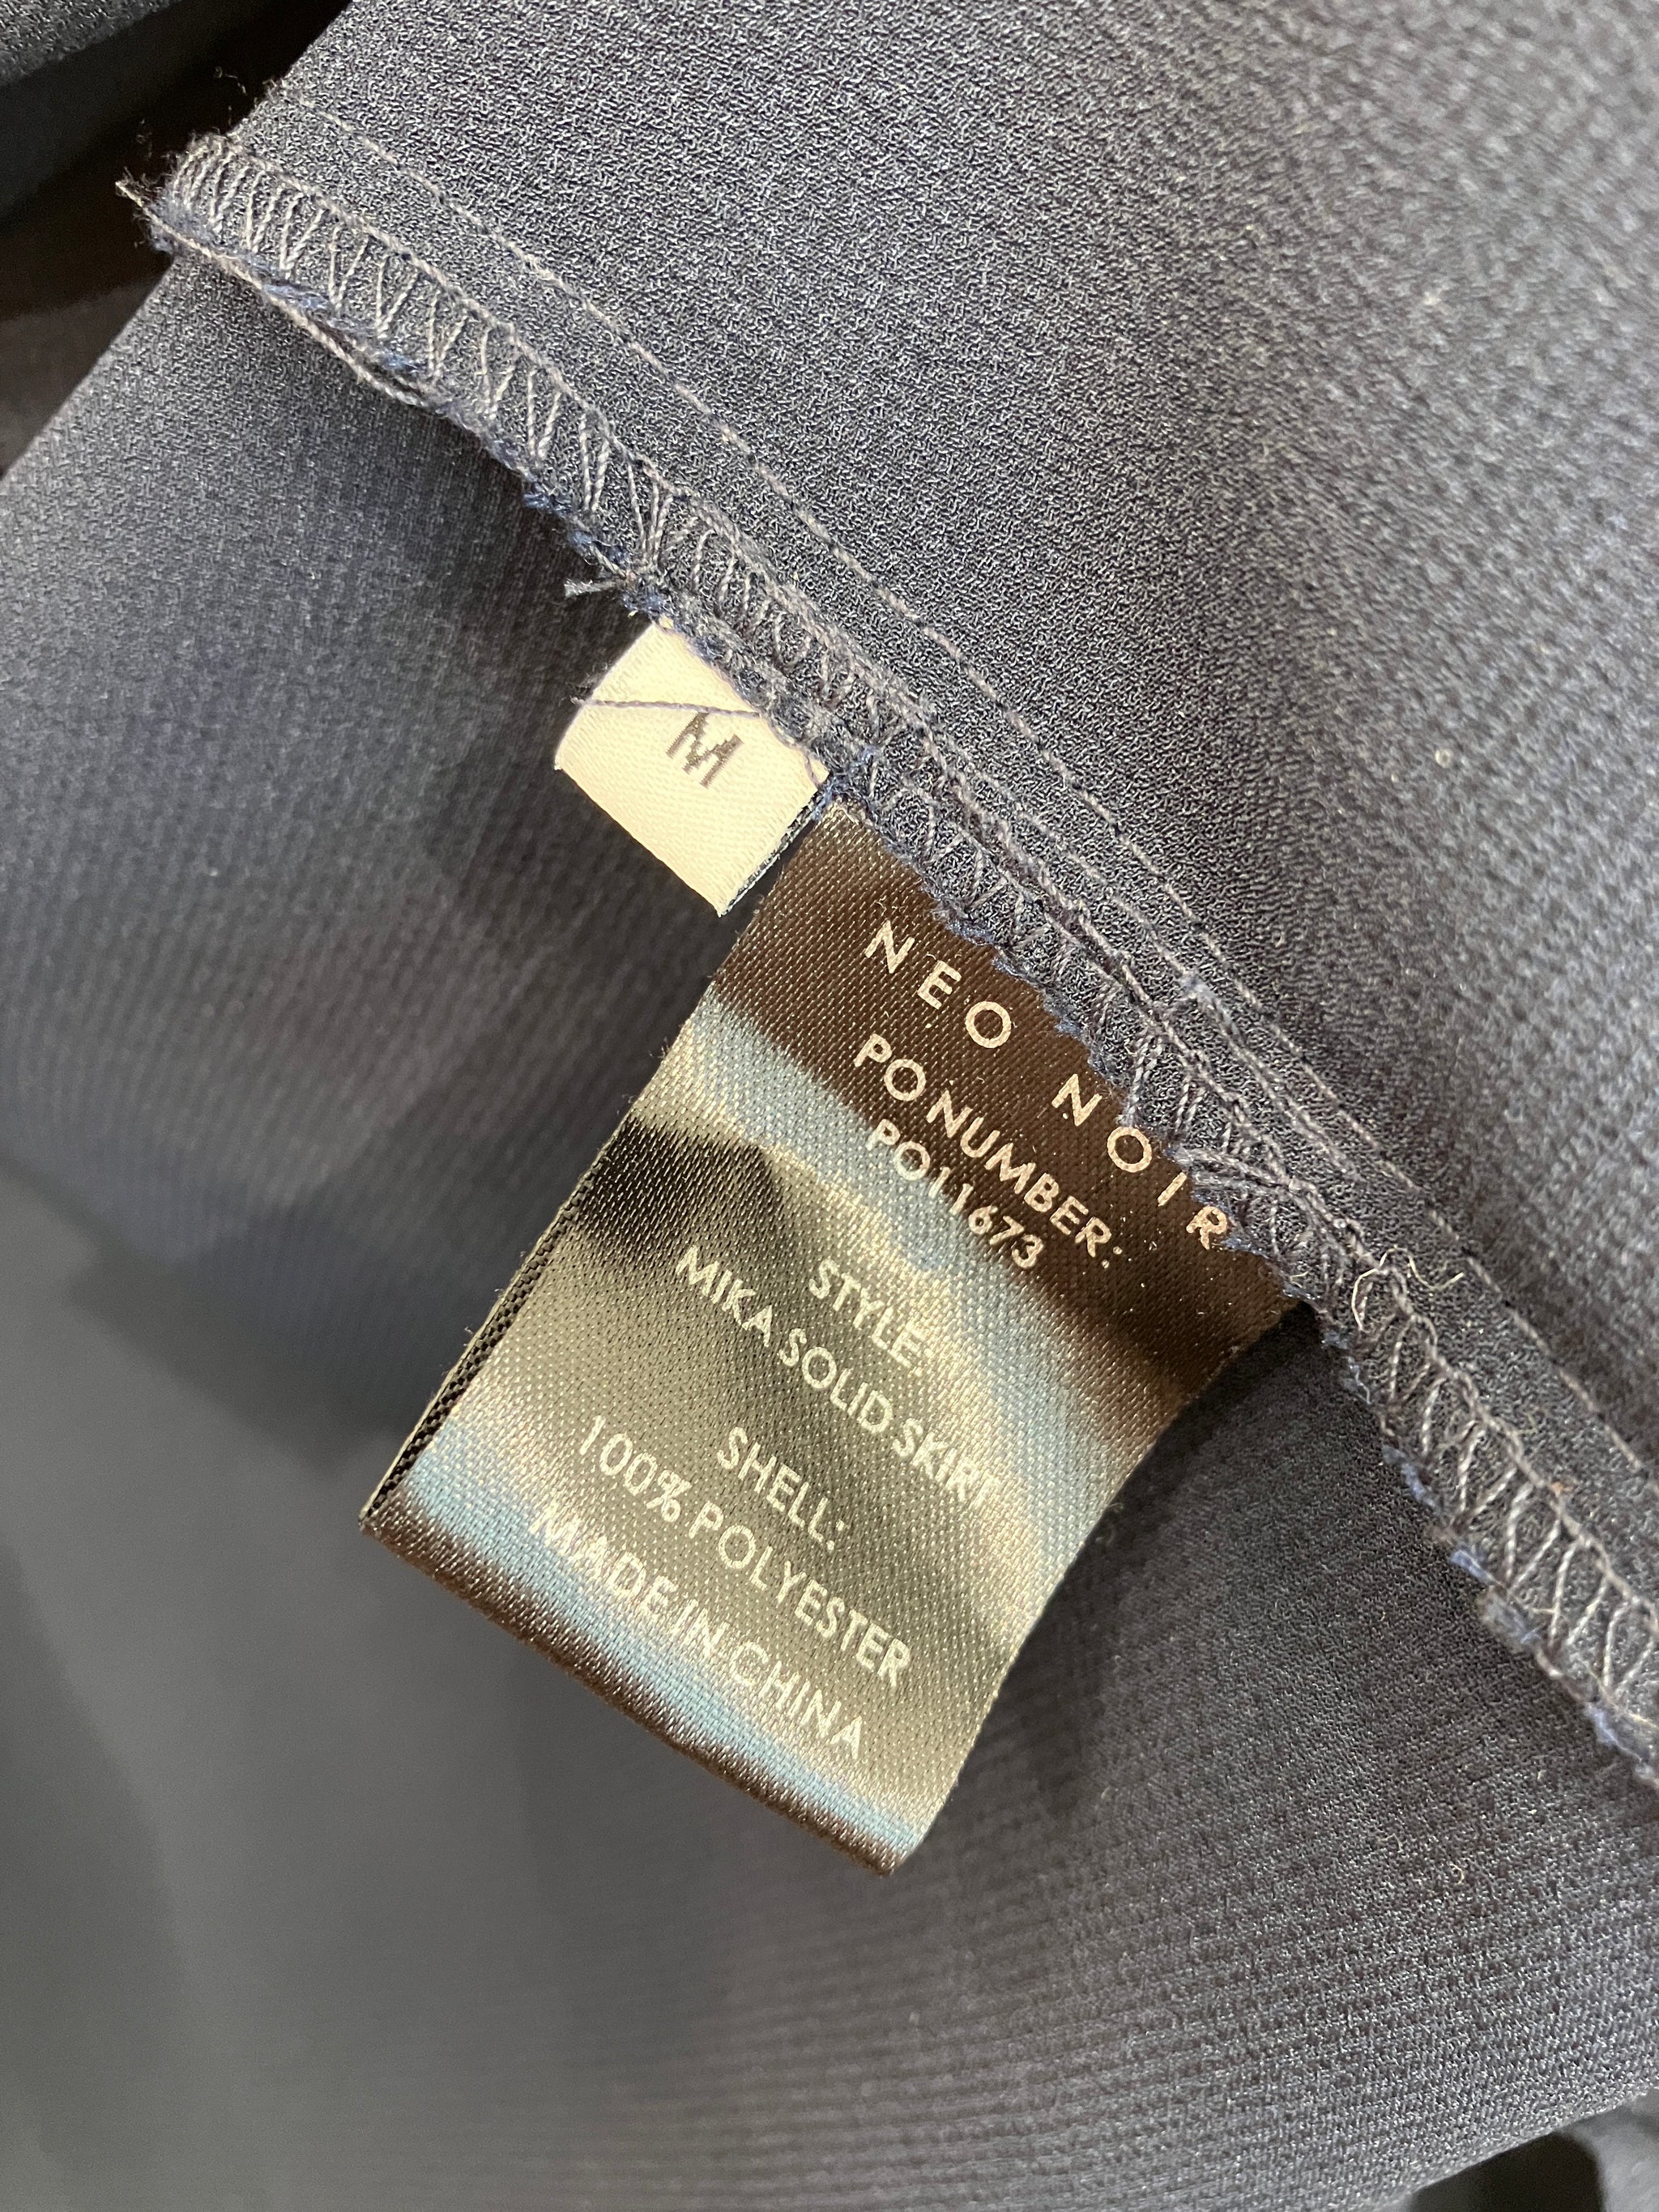 M
NEO NOIR
PO NUMBER:
PO11673
STYLE:
MIKA SOLID SKIRT
SHELL:
100% POLYESTER
MADE IN CHINA